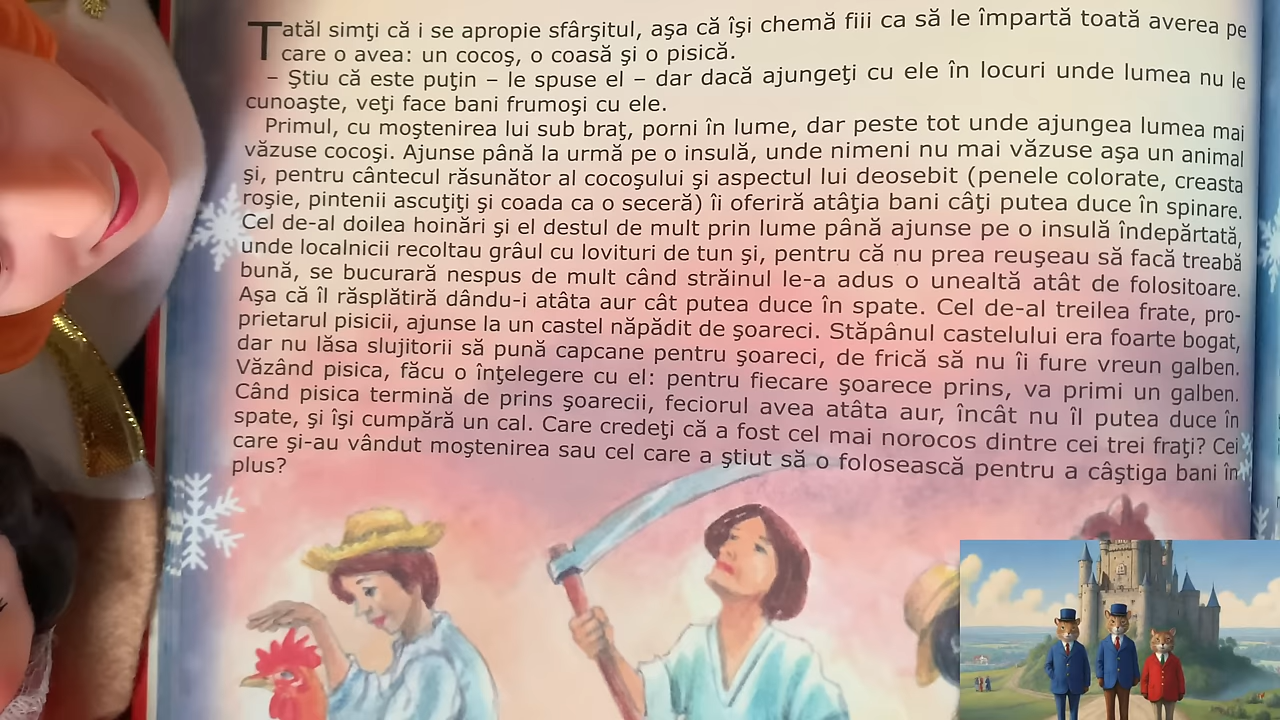 Tatăl simţi că i se apropie sfârşitul, aşa că îşi chemă fiii ca să le împartă toată averea pe
care o avea: un cocoş, o coasă şi o pisică.
– Ştiu că este puţin – le spuse el – dar dacă ajungeţi cu ele în locuri unde lumea nu le
cunoaşte, veţi face bani frumoşi cu ele.
Primul, cu moştenirea lui sub braţ, porni în lume, dar peste tot unde ajungea lumea mai
văzuse cocoşi. Ajunse până la urmă pe o insulă, unde nimeni nu mai văzuse aşa un animal
şi, pentru cântecul răsunător al cocoşului şi aspectul lui deosebit (penele colorate, creasta
roşie, pintenii ascuţiţi şi coada ca o seceră) îi oferiră atâţia bani câţi putea duce în spinare.
Cel de-al doilea hoinări şi el destul de mult prin lume până ajunse pe o insulă îndepărtată,
unde localnicii recoltau grâul cu lovituri de tun şi, pentru că nu prea reuşeau să facă treabă
bună, se bucurară nespus de mult când străinul le-a adus o unealtă atât de folositoare.
Aşa că îl răsplătiră dându-i atâta aur cât putea duce în spate. Cel de-al treilea frate, pro-
prietarul pisicii, ajunse la un castel năpădit de şoareci. Stăpânul castelului era foarte bogat,
dar nu lăsa slujitorii să pună capcane pentru şoareci, de frică să nu îi fure vreun galben.
Văzând pisica, făcu o înţelegere cu el: pentru fiecare şoarece prins, va primi un galben.
Când pisica termină de prins şoarecii, feciorul avea atâta aur, încât nu îl putea duce în
spate, şi îşi cumpără un cal. Care credeţi că a fost cel mai norocos dintre cei trei fraţi? Cei
care şi-au vândut moştenirea sau cel care a ştiut să o folosească pentru a câştiga bani în
plus?